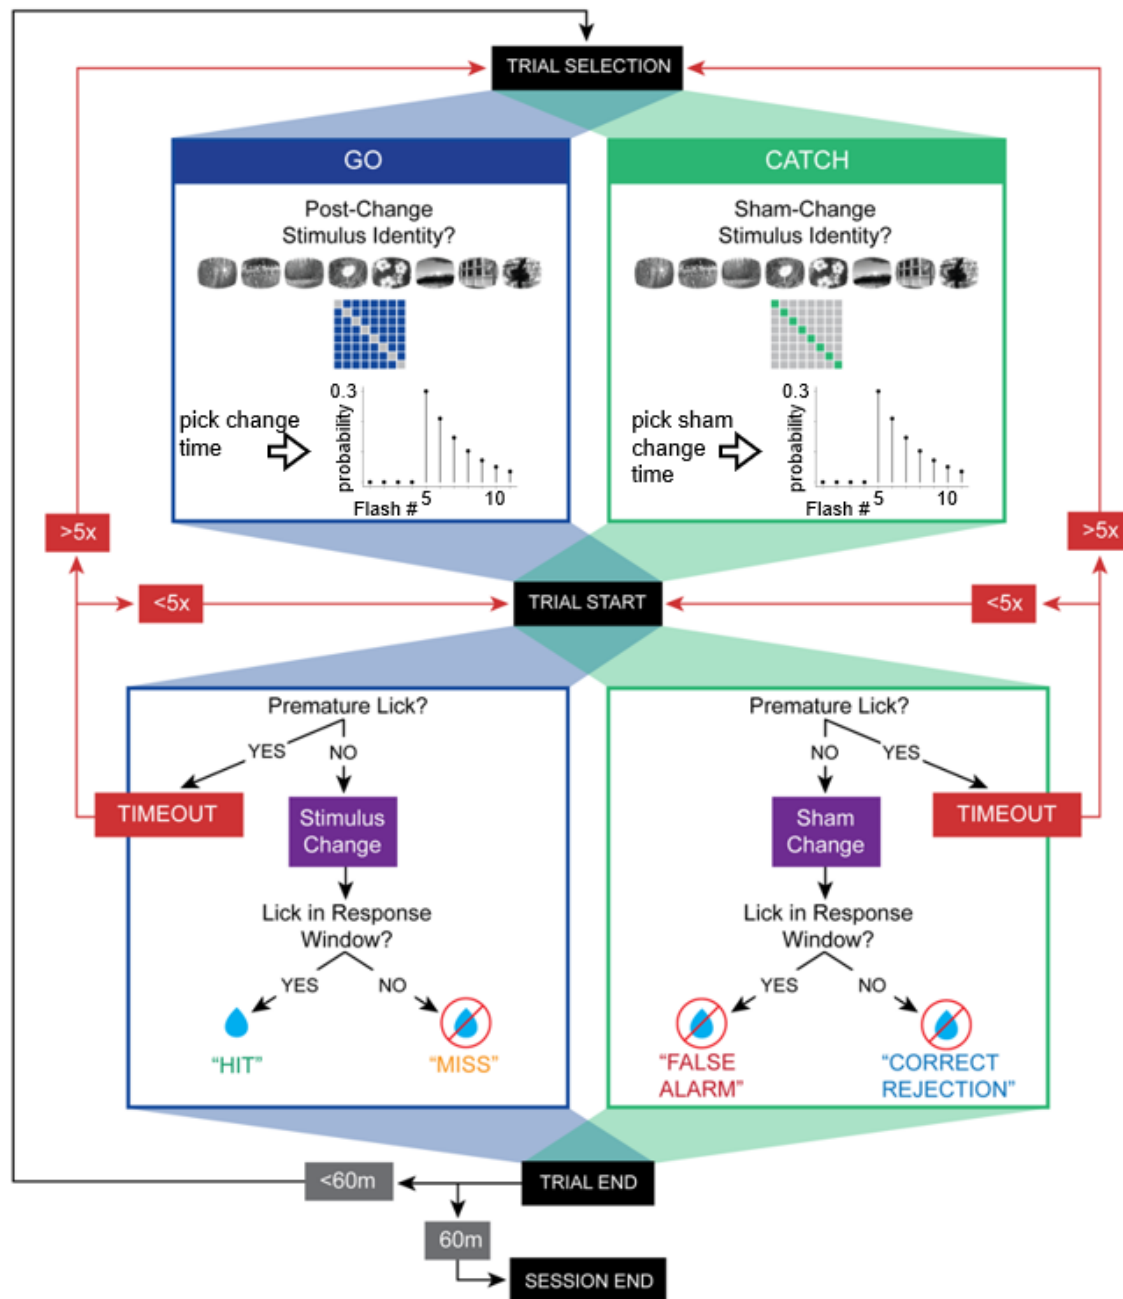 TRIAL SELECTION
GO
CATCH
Post-Change
Stimulus Identity?
Sham-Change
Stimulus Identity?
pick change
time
probability
0.3
5
10
Flash #
pick sham
change
time
probability
0.3
5
10
Flash #
>5x
>5x
<5x
TRIAL START
<5x
Premature Lick?
YES
NO
TIMEOUT
Stimulus
Change
Lick in Response
Window?
YES
NO
“HIT”
“MISS”
Premature Lick?
NO
YES
Sham
Change
TIMEOUT
Lick in Response
Window?
YES
NO
“FALSE
ALARM”
“CORRECT
REJECTION”
<60m
TRIAL END
60m
SESSION END